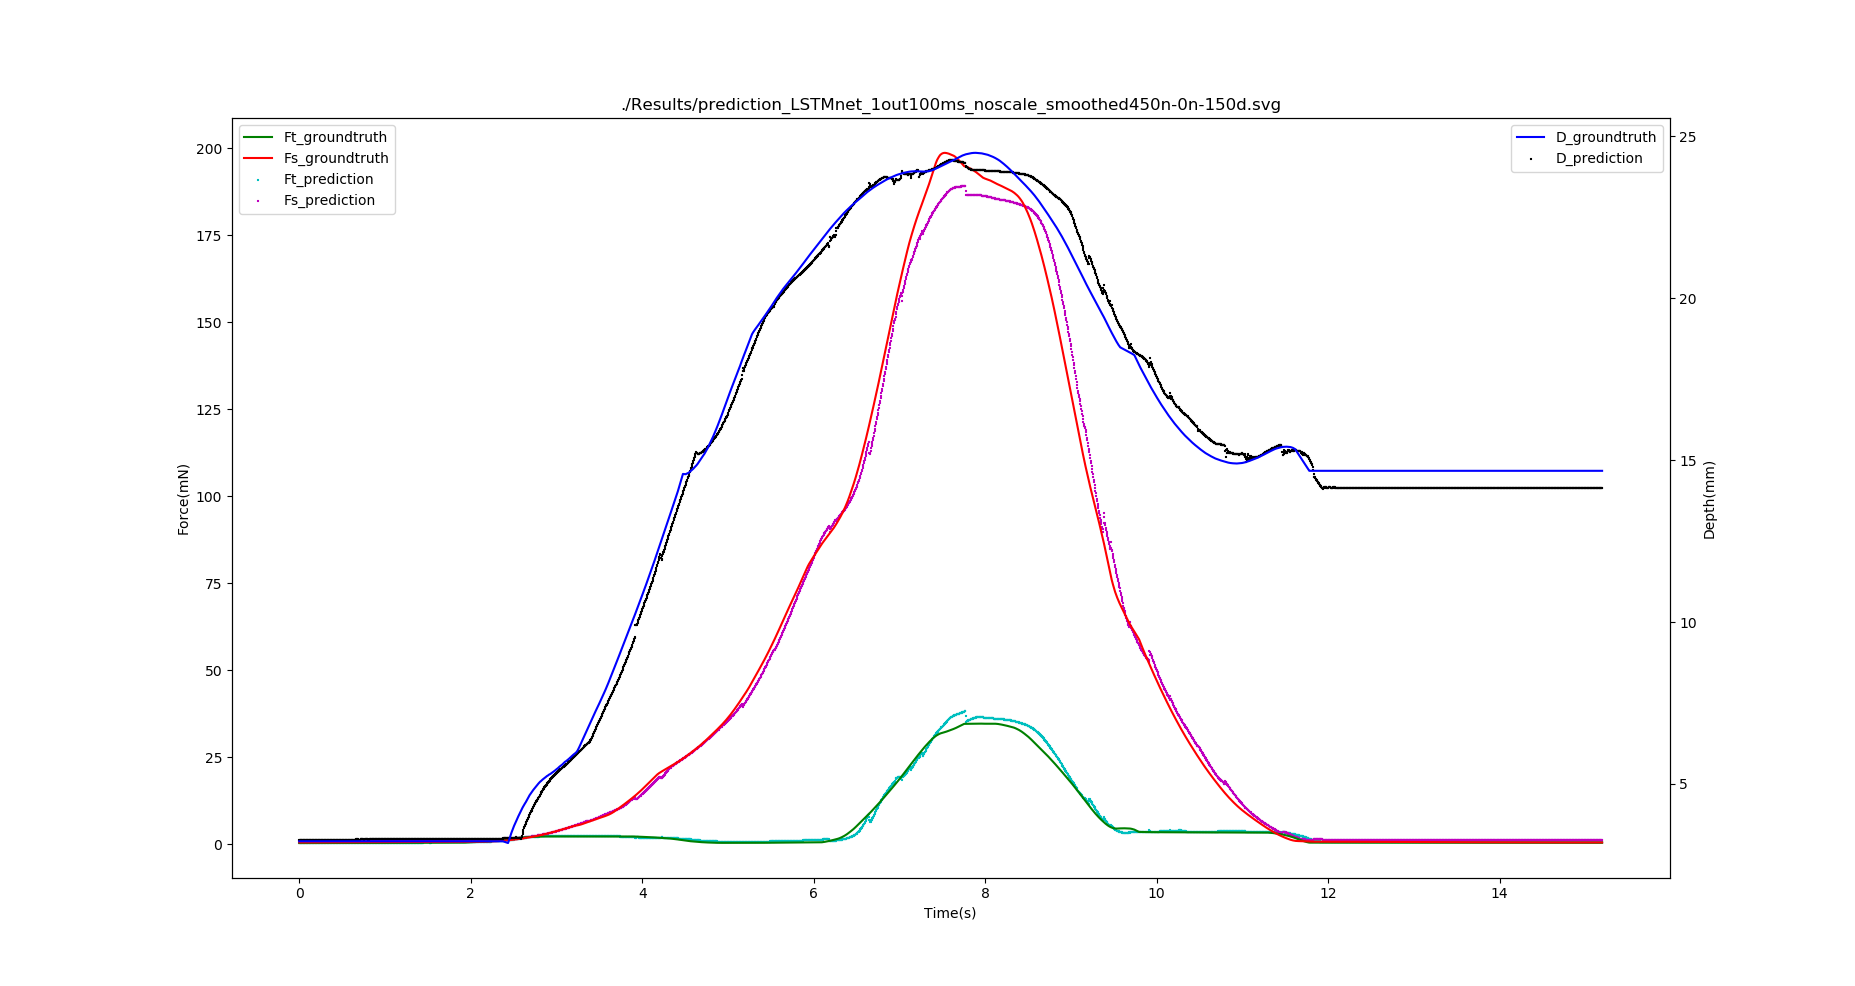 ./Results/prediction_LSTMnet_1out100ms_noscale_smoothed450n-0n-150d.svg
Ft_groundtruth
Fs_groundtruth
Ft_prediction
Fs_prediction
D_groundtruth
D_prediction
200
175
150
125
100
75
50
25
0
Force(mN)
25
20
15
10
5
Depth(mm)
0 2 4 6 8 10 12 14
Time(s)